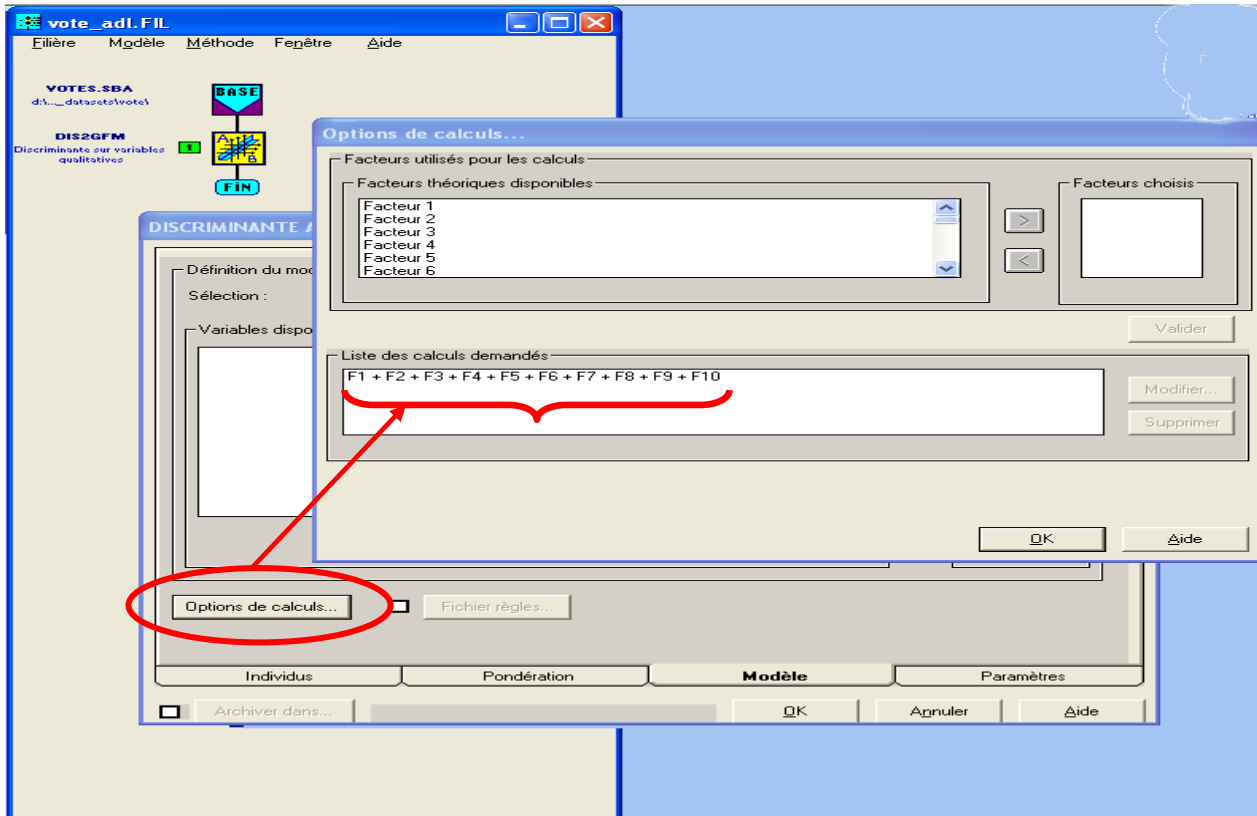 vote_adl.FIL
Filière Modèle Méthode Fenêtre Aide
VOTES.SBA
d:\..._datasets\vote\
BASE
DIS2GFM
Discriminante sur variables
qualitatives
1
A
B
FIN
Options de calculs...
Facteurs utilisés pour les calculs
Facteurs théoriques disponibles
Facteur 1
Facteur 2
Facteur 3
Facteur 4
Facteur 5
Facteur 6
>
<
Facteurs choisis
Valider
Liste des calculs demandés
F1 + F2 + F3 + F4 + F5 + F6 + F7 + F8 + F9 + F10
Modifier...
Supprimer
OK Aide
DISCRIMINANTE
Définition du mo
Sélection :
Variables dispo
Options de calculs... Fichier règles...
Individus Pondération Modèle Paramètres
Archiver dans... OK Annuler Aide